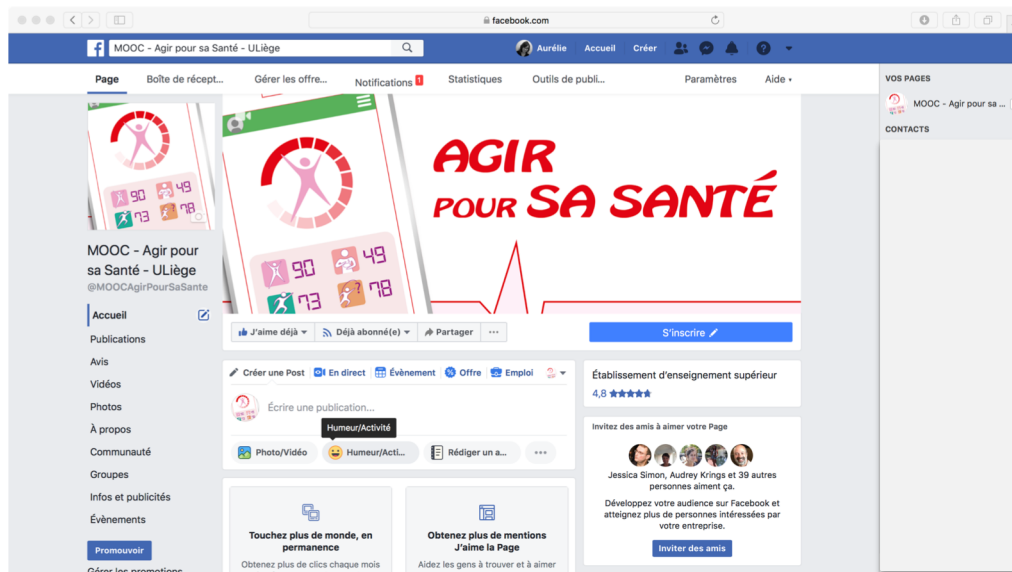 facebook.com
MOOC - Agir pour sa Santé - ULiège
Aurélie Accueil Créer
Page Boîte de récept... Gérer les offre... Notifications 1 Statistiques Outils de publi... Paramètres Aide
VOS PAGES
MOOC - Agir pour sa ...
CONTACTS
90 49
73 78
AGIR
POUR SA SANTÉ
90 49
73 ? 78
MOOC - Agir pour
sa Santé - ULiège
@MOOCAgirPourSaSante
Accueil
Publications
Avis
Vidéos
Photos
À propos
Communauté
Groupes
Infos et publicités
Évènements
Promouvoir
Gérer les promotions
J'aime déjà Déjà abonné(e) Partager ...
S'inscrire
Créer une Post En direct Évènement Offre Emploi
Écrire une publication...
Humeur/Activité
Photo/Vidéo Humeur/Acti... Rédiger un a... ...
Touchez plus de monde, en
permanence
Obtenez plus de clics chaque mois
Obtenez plus de mentions
J'aime la Page
Aidez les gens à trouver et à aimer
Établissement d'enseignement supérieur
4,8
Invitez des amis à aimer votre Page
Jessica Simon, Audrey Krings et 39 autres
personnes aiment ça.
Développez votre audience sur Facebook et
atteignez plus de personnes intéressées par
votre entreprise.
Inviter des amis